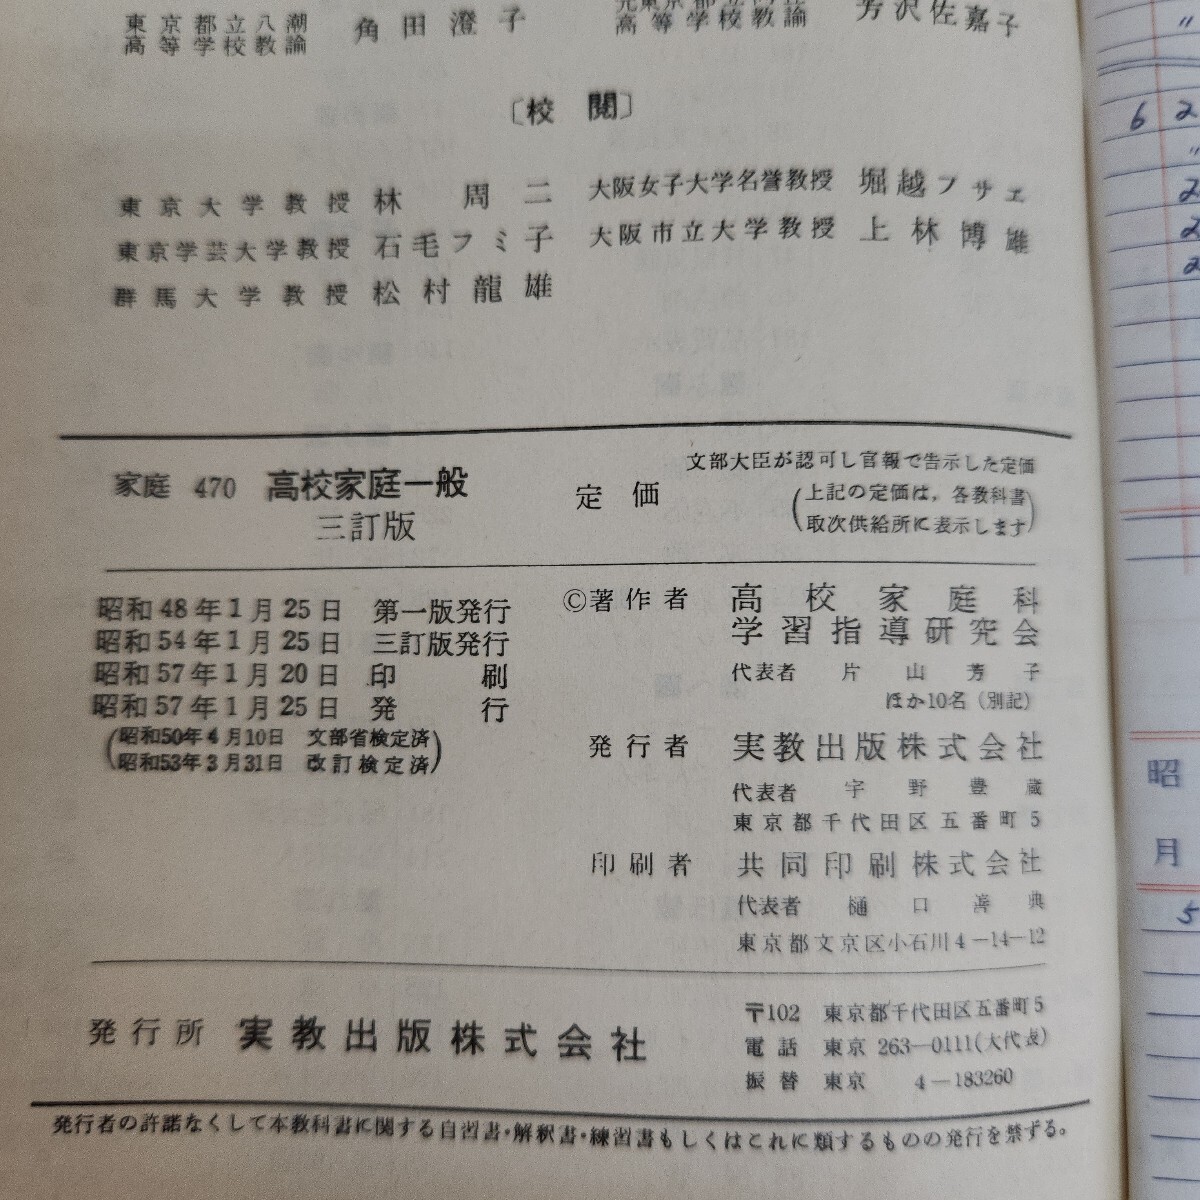 東京都立八潮
高等学校教諭 角田澄子
高等学校教諭 芳沢佐嘉子
〔校閲〕
東京大学教授 林周二 大阪女子大学名誉教授 堀越フサエ
東京学芸大学教授 石毛フミ子 大阪市立大学教授 上林博雄
群馬大学教授 松村龍雄
家庭 470 高校家庭一般
三訂版
定価
文部大臣が認可し官報で告示した定価
(上記の定価は，各教科書
取次供給所に表示します)
昭和48年1月25日 第一版発行
昭和54年1月25日 三訂版発行
昭和57年1月20日 印刷
昭和57年1月25日 発行
(昭和50年4月10日 文部省検定済
昭和53年3月31日 改訂検定済)
©著作者 高校家庭科
学習指導研究会
代表者 片山芳子
ほか10名（別記）
発行者 実教出版株式会社
代表者 宇野豊蔵
東京都千代田区五番町5
印刷者 共同印刷株式会社
代表者 樋口 典
東京都文京区小石川4-14-12
発行所 実教出版株式会社
〒102 東京都千代田区五番町5
電話 東京 263-0111(大代表)
振替 東京 4-183260
発行者の許諾なくして本教科書に関する自習書・解釈書・練習書もしくはこれに類するものの発行を禁ずる。
〃
6 2
〃
2
2
2
昭
月
5